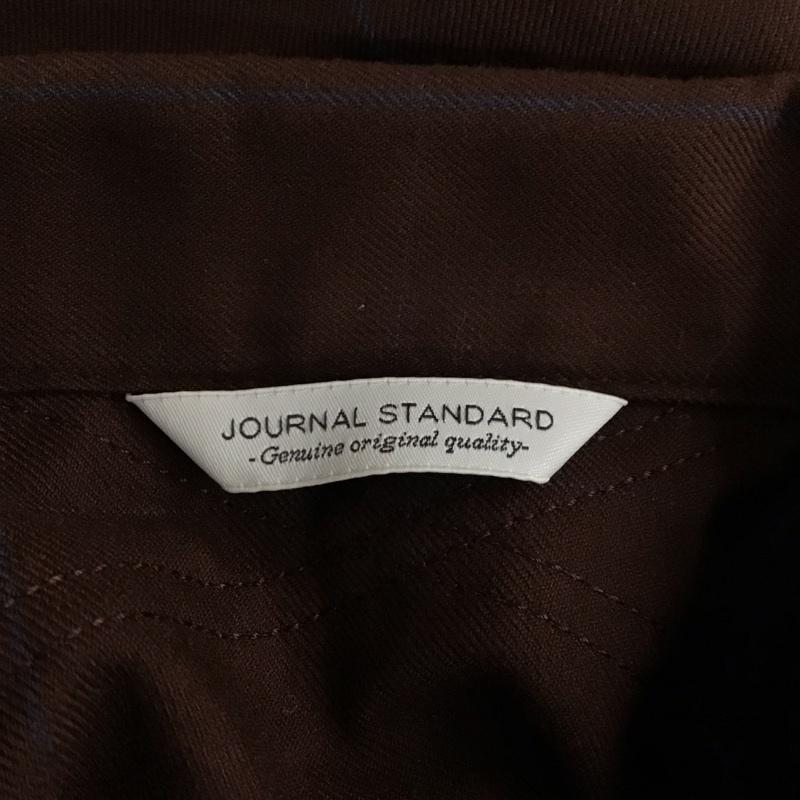 JOURNAL STANDARD
-Genuine original quality-